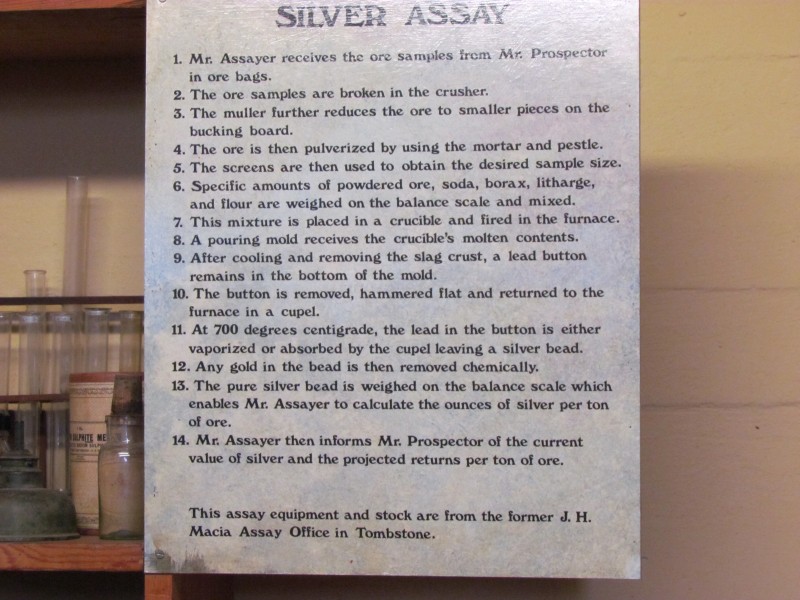 SILVER ASSAY
1. Mr. Assayer receives the ore samples from Mr. Prospector
in ore bags.
2. The ore samples are broken in the crusher.
3. The muller further reduces the ore to smaller pieces on the
bucking board.
4. The ore is then pulverized by using the mortar and pestle.
5. The screens are then used to obtain the desired sample size.
6. Specific amounts of powdered ore, soda, borax, litharge,
and flour are weighed on the balance scale and mixed.
7. This mixture is placed in a crucible and fired in the furnace.
8. A pouring mold receives the crucible's molten contents.
9. After cooling and removing the slag crust, a lead button
remains in the bottom of the mold.
10. The button is removed, hammered flat and returned to the
furnace in a cupel.
11. At 700 degrees centigrade, the lead in the button is either
vaporized or absorbed by the cupel leaving a silver bead.
12. Any gold in the bead is then removed chemically.
13. The pure silver bead is weighed on the balance scale which
enables Mr. Assayer to calculate the ounces of silver per ton
of ore.
14. Mr. Assayer then informs Mr. Prospector of the current
value of silver and the projected returns per ton of ore.
This assay equipment and stock are from the former J. H.
Macia Assay Office in Tombstone.